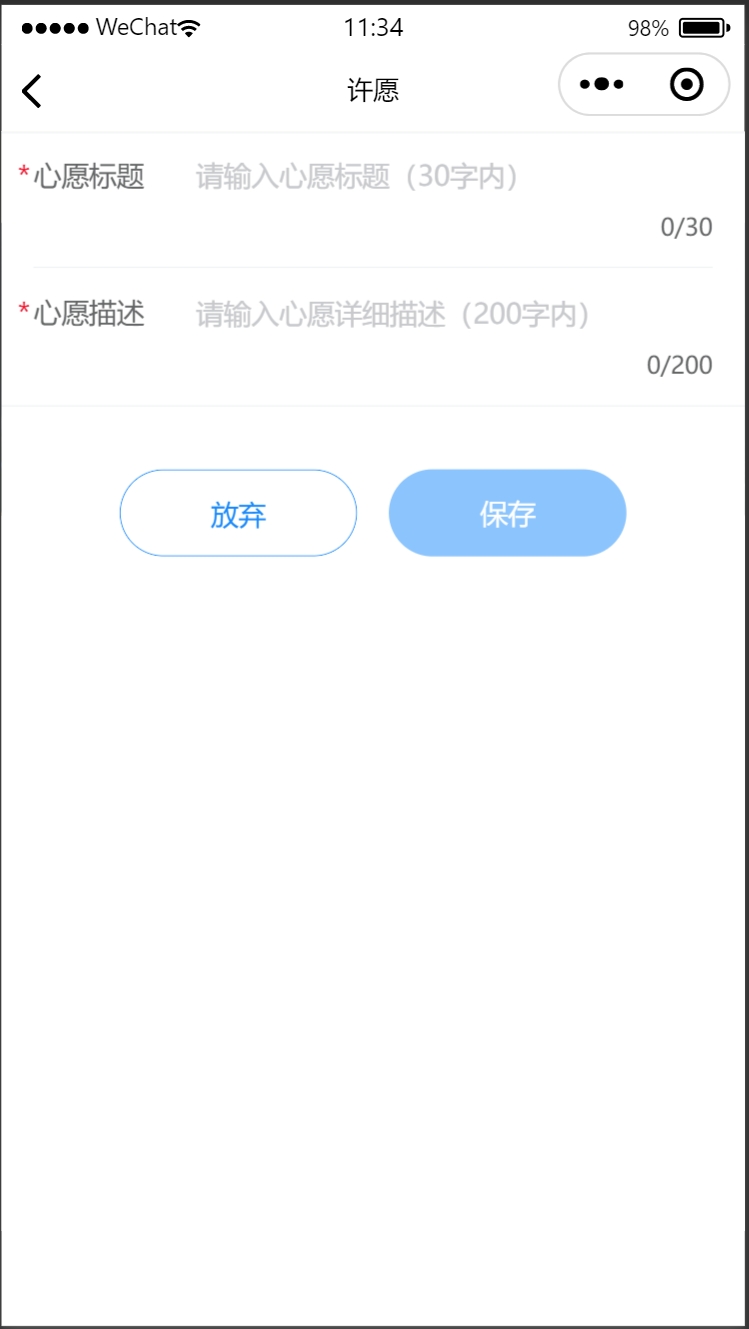 WeChat 11:34 98%
许愿
*心愿标题 请输入心愿标题（30字内）
0/30
*心愿描述 请输入心愿详细描述（200字内）
0/200
放弃 保存